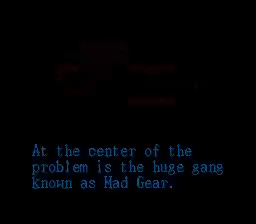 At the center of the
problem is the huge gang
known as Mad Gear.